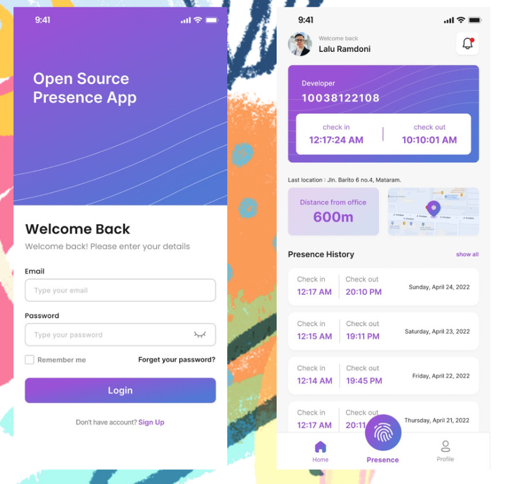 9:41
Open Source
Presence App
Welcome Back
Welcome back! Please enter your details
Email
Type your email
Password
Type your password
Remember me
Forget your password?
Login
Don't have account? Sign Up
9:41
Welcome back
Lalu Ramdoni
Developer
10038122108
check in
12:17:24 AM
check out
10:10:01 AM
Last location : Jln. Barito 6 no.4, Mataram.
Distance from office
600m
Presence History
show all
Check in
12:17 AM
Check out
20:10 PM
Sunday, April 24, 2022
Check in
12:15 AM
Check out
19:11 PM
Saturday, April 23, 2022
Check in
12:14 AM
Check out
19:45 PM
Friday, April 22, 2022
Check in
12:17 AM
Check out
20:11
Thursday, April 21, 2022
Home
Presence
Profile